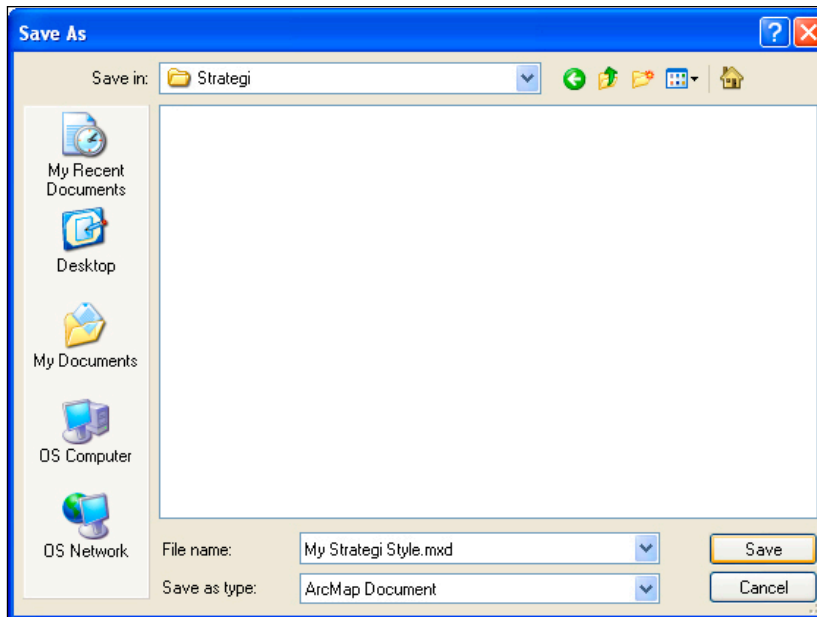 Save As
Save in:
Strategi
My Recent
Documents
Desktop
My Documents
OS Computer
OS Network
File name:
My Strategi Style.mxd
Save
Save as type:
ArcMap Document
Cancel